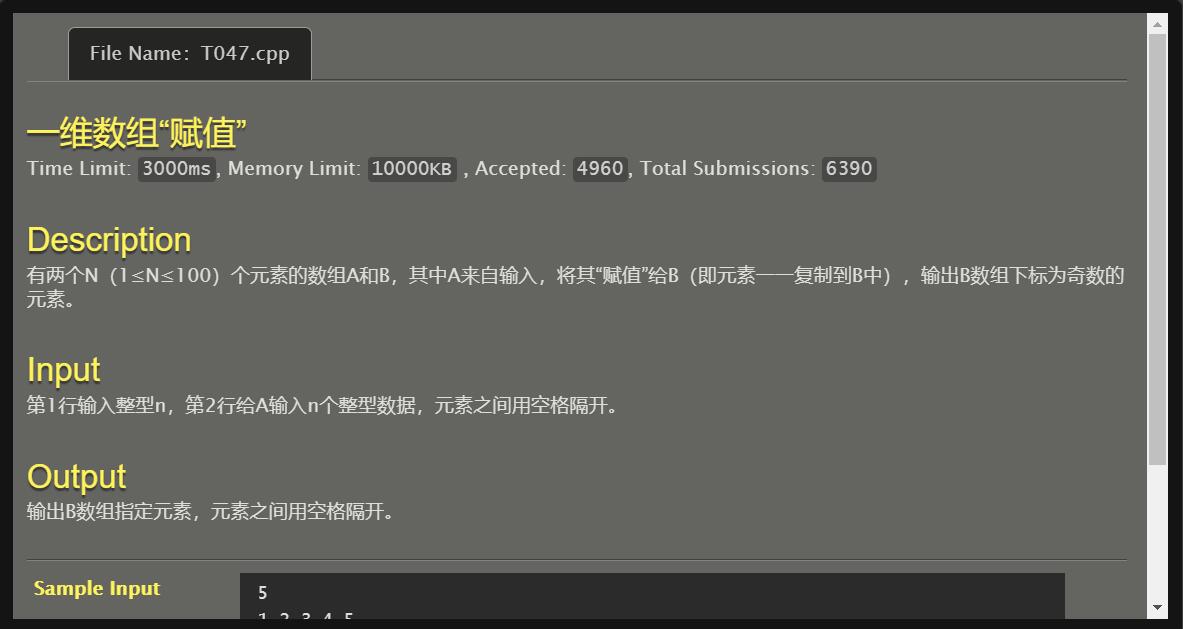 File Name：T047.cpp
一维数组“赋值”
Time Limit: 3000ms, Memory Limit: 10000KB , Accepted: 4960, Total Submissions: 6390
Description
有两个N（1≤N≤100）个元素的数组A和B，其中A来自输入，将其“赋值”给B（即元素一一复制到B中），输出B数组下标为奇数的
元素。
Input
第1行输入整型n，第2行给A输入n个整型数据，元素之间用空格隔开。
Output
输出B数组指定元素，元素之间用空格隔开。
Sample Input
5
1 2 3 4 5